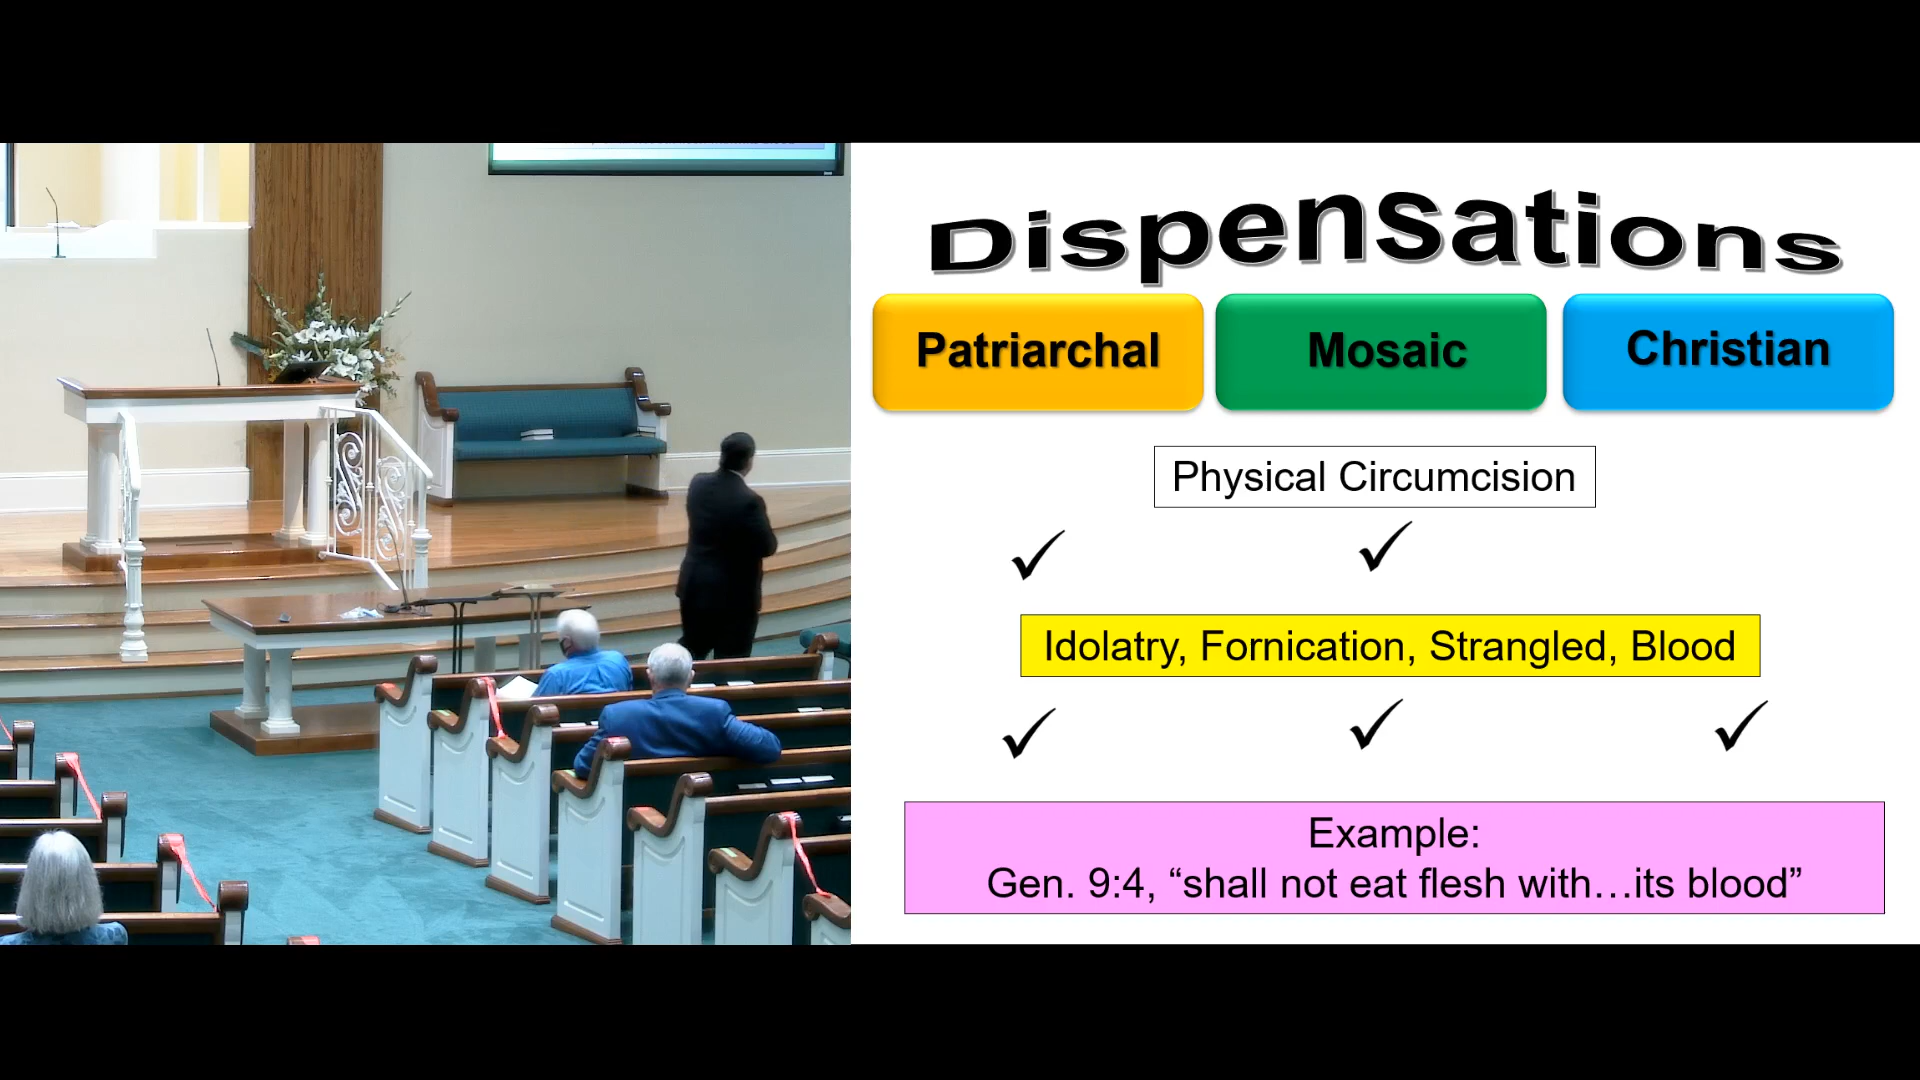 Dispensations
Patriarchal
Mosaic
Christian
Physical Circumcision
Idolatry, Fornication, Strangled, Blood
Example:
Gen. 9:4, “shall not eat flesh with…its blood”